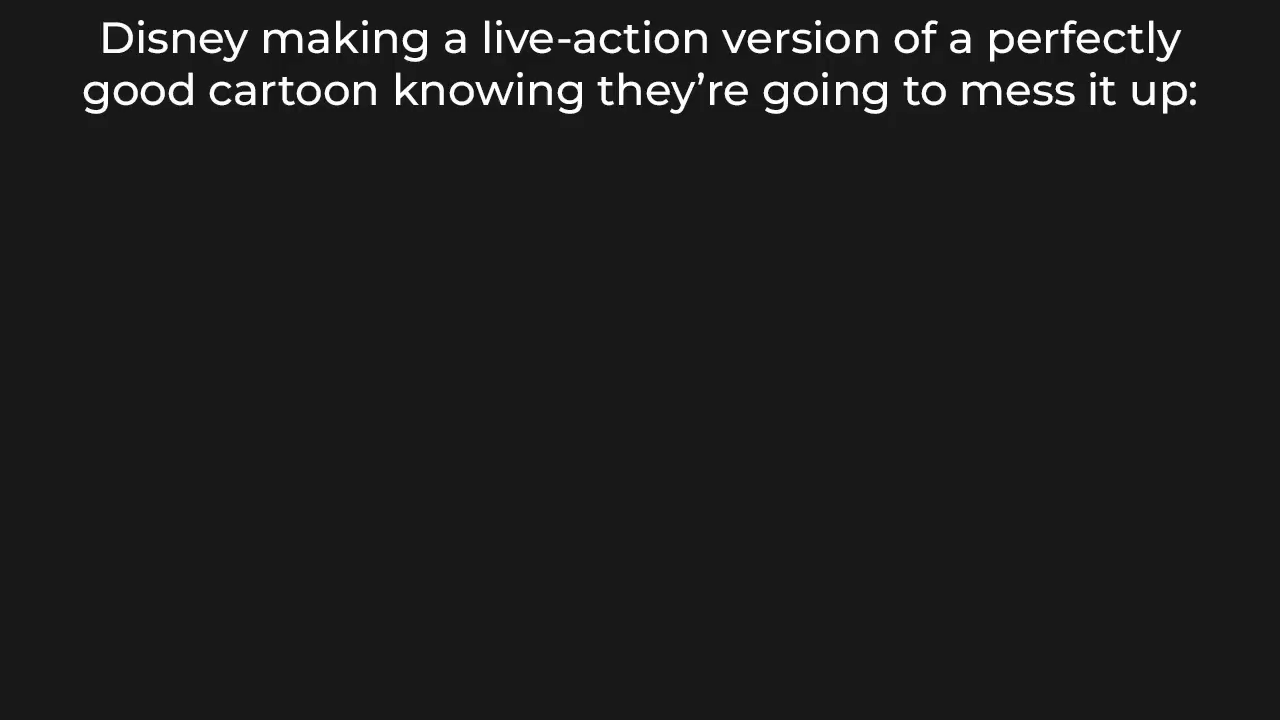 Disney making a live-action version of a perfectly
good cartoon knowing they’re going to mess it up: